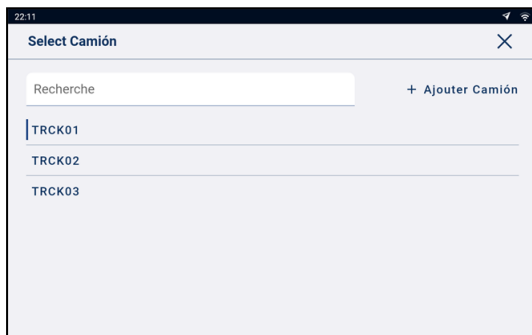 22:11
Select Camión
Recherche
+ Ajouter Camión
TRCK01
TRCK02
TRCK03